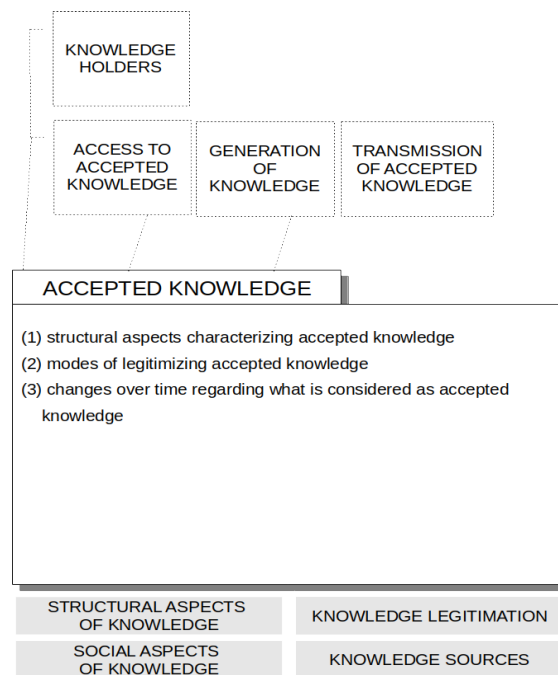 KNOWLEDGE
HOLDERS
ACCESS TO
ACCEPTED
KNOWLEDGE
GENERATION
OF
KNOWLEDGE
TRANSMISSION
OF ACCEPTED
KNOWLEDGE
ACCEPTED KNOWLEDGE
(1) structural aspects characterizing accepted knowledge
(2) modes of legitimizing accepted knowledge
(3) changes over time regarding what is considered as accepted
knowledge
STRUCTURAL ASPECTS
OF KNOWLEDGE
KNOWLEDGE LEGITIMATION
SOCIAL ASPECTS
OF KNOWLEDGE
KNOWLEDGE SOURCES